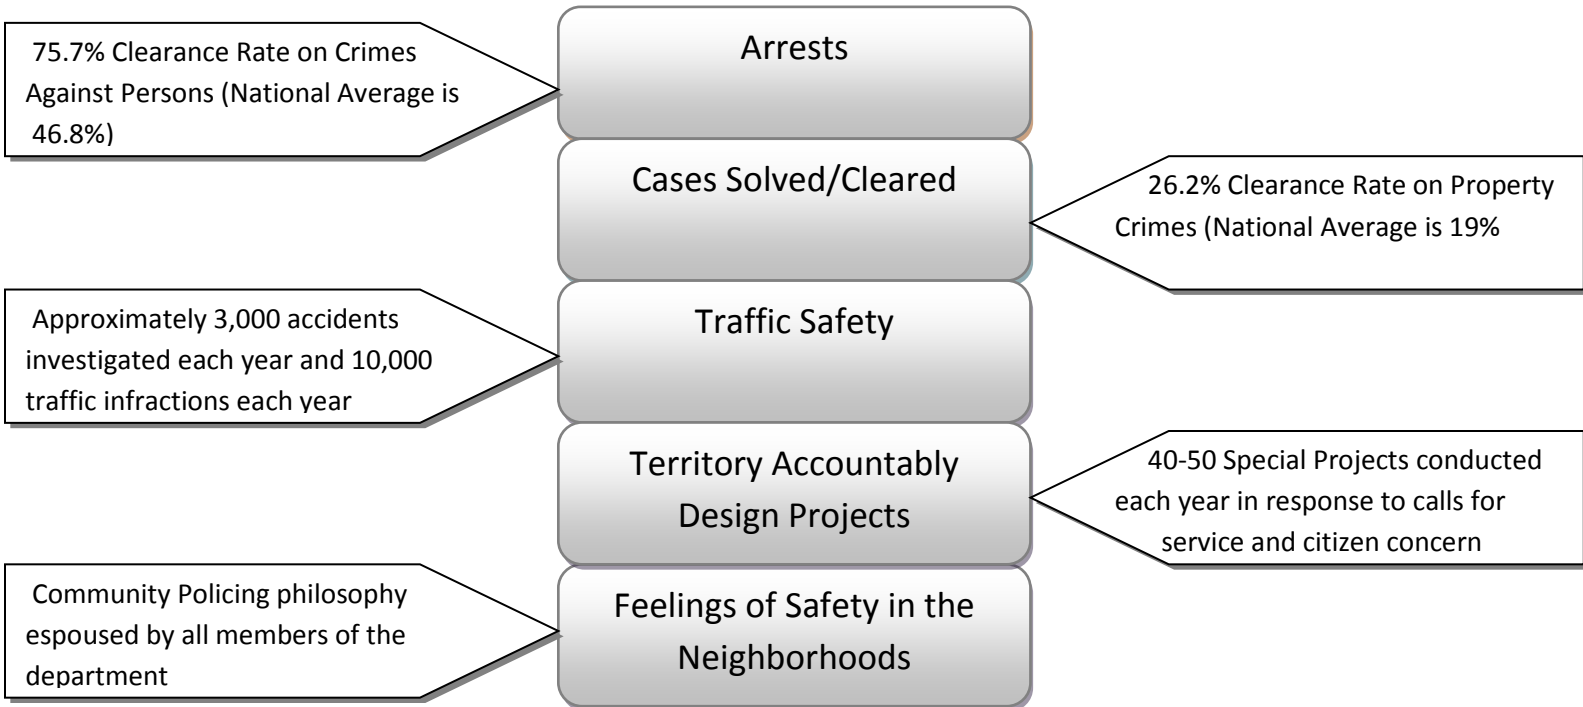 75.7% Clearance Rate on Crimes
Against Persons (National Average is
46.8%)
Arrests
Cases Solved/Cleared
26.2% Clearance Rate on Property
Crimes (National Average is 19%
Approximately 3,000 accidents
investigated each year and 10,000
traffic infractions each year
Traffic Safety
Territory Accountably
Design Projects
40-50 Special Projects conducted
each year in response to calls for
service and citizen concern
Community Policing philosophy
espoused by all members of the
department
Feelings of Safety in the
Neighborhoods